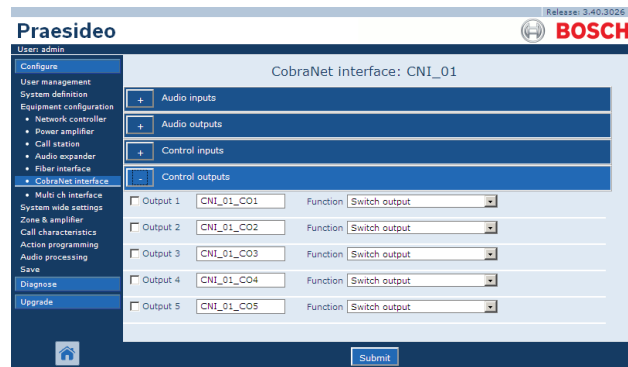 Release: 3.40.3026
Praesideo
BOSCH
User: admin
Configure
User management
System definition
Equipment configuration
• Network controller
• Power amplifier
• Call station
• Audio expander
• Fiber interface
• CobraNet interface
• Multi ch interface
System wide settings
Zone & amplifier
Call characteristics
Action programming
Audio processing
Save
Diagnose
Upgrade
CobraNet interface: CNI_01
+ Audio inputs
+ Audio outputs
+ Control inputs
- Control outputs
Output 1 CNI_01_CO1 Function Switch output
Output 2 CNI_01_CO2 Function Switch output
Output 3 CNI_01_CO3 Function Switch output
Output 4 CNI_01_CO4 Function Switch output
Output 5 CNI_01_CO5 Function Switch output
Submit